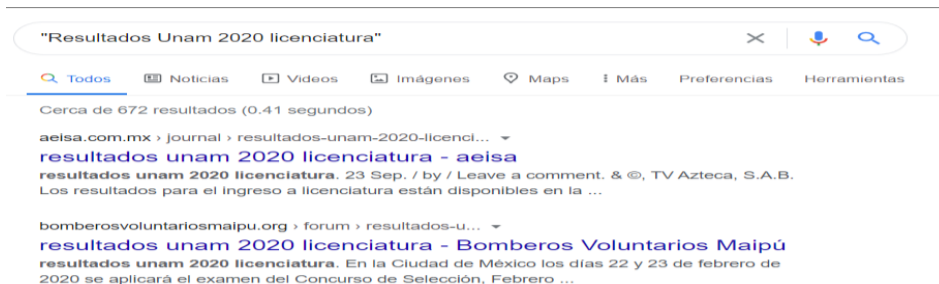 "Resultados Unam 2020 licenciatura"
Todos Noticias Videos Imágenes Maps Más Preferencias Herramientas
Cerca de 672 resultados (0.41 segundos)
aeisa.com.mx › journal › resultados-unam-2020-licenci...
resultados unam 2020 licenciatura - aeisa
resultados unam 2020 licenciatura. 23 Sep. / by / Leave a comment. & ©, TV Azteca, S.A.B.
Los resultados para el ingreso a licenciatura están disponibles en la ...
bomberosvoluntariosmaipu.org › forum › resultados-u...
resultados unam 2020 licenciatura - Bomberos Voluntarios Maipú
resultados unam 2020 licenciatura. En la Ciudad de México los días 22 y 23 de febrero de
2020 se aplicará el examen del Concurso de Selección, Febrero ...